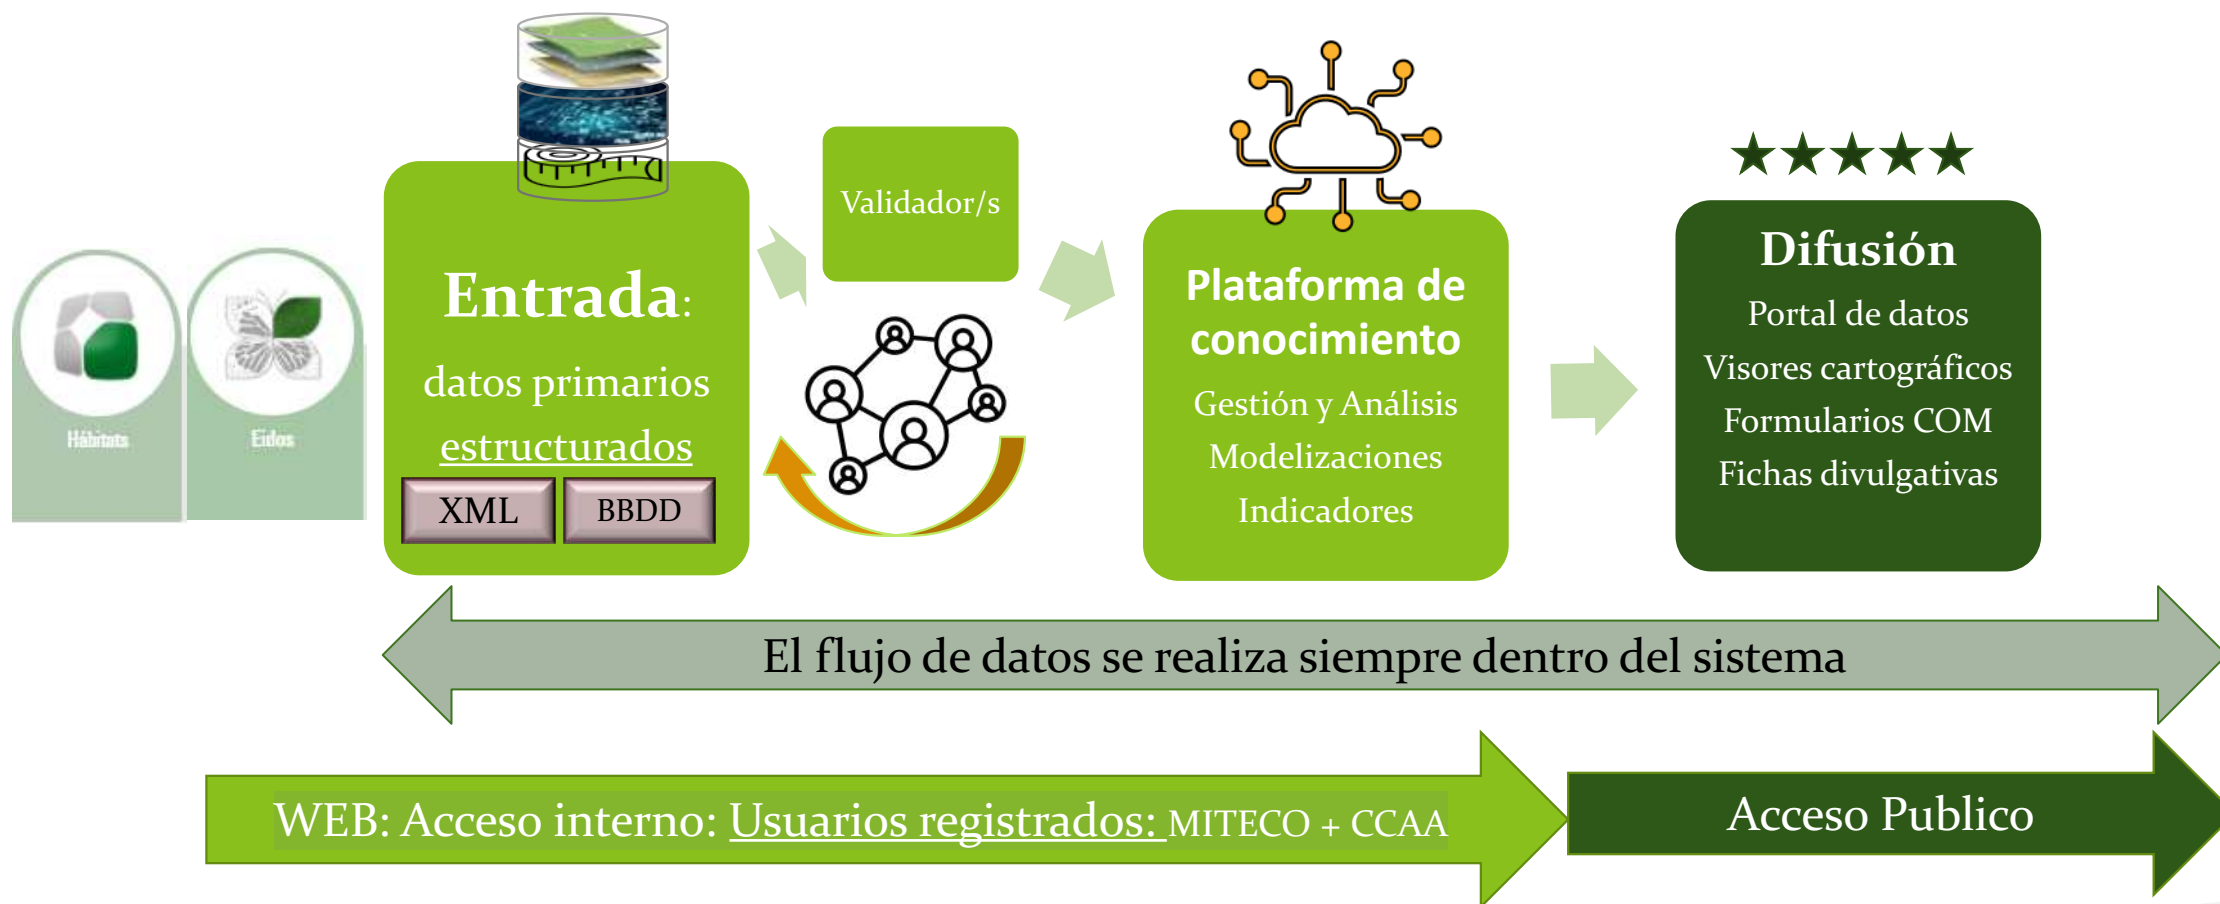 Hábitats
Eidos
Entrada:
datos primarios
estructurados
XML
BBDD
Validador/s
Plataforma de
conocimiento
Gestión y Análisis
Modelizaciones
Indicadores
Difusión
Portal de datos
Visores cartográficos
Formularios COM
Fichas divulgativas
El flujo de datos se realiza siempre dentro del sistema
WEB: Acceso interno: Usuarios registrados: MITECO + CCAA
Acceso Publico